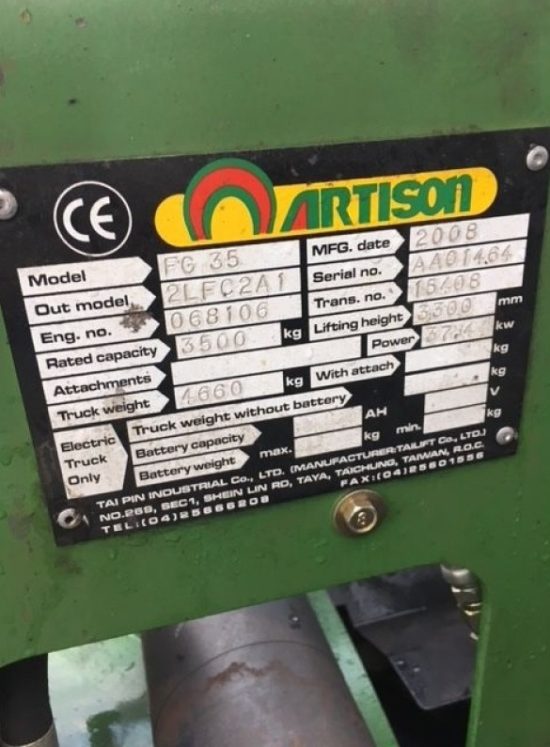 CE ARTISON
Model FG 35 MFG. date 2008
Out model 2LFC2A1 Serial no. AA01464
Eng. no. 068106 Trans. no. 15408
Rated capacity 3500 kg Lifting height 3300 mm
Attachments Power kw
Truck weight 4660 kg With attach kg
kg
Electric Truck Only
Truck weight without battery
Battery capacity AH V
Battery weight max. kg min. kg
TAI PIN INDUSTRIAL CO., LTD. (MANUFACTURER:TAILIFT CO., LTD.)
NO.269, SEC1, SHEIN LIN RD, TAYA, TAICHUNG, TAIWAN, R.O.C.
TEL:(04)25666208 FAX:(04)25601556